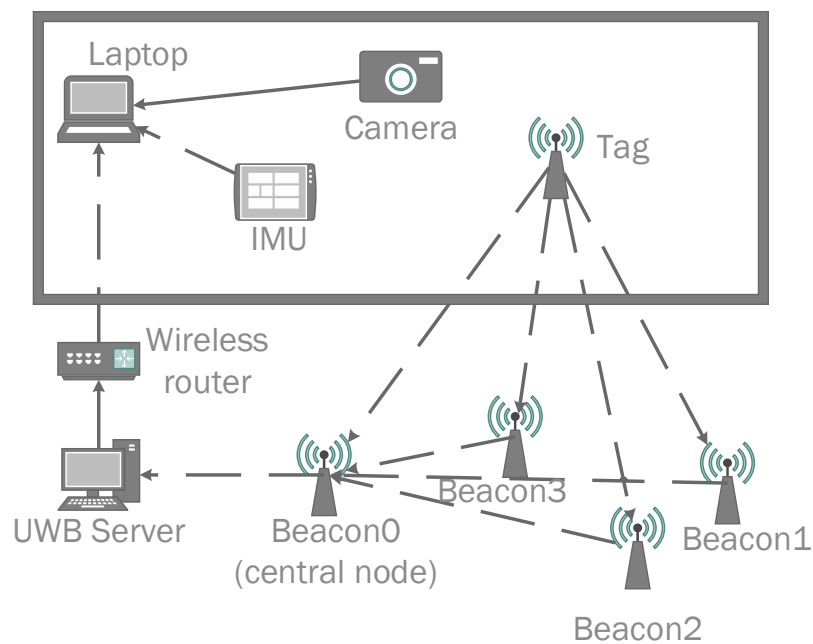 Laptop
Camera
Tag
IMU
Wireless
router
UWB Server
Beacon0
(central node)
Beacon3
Beacon1
Beacon2